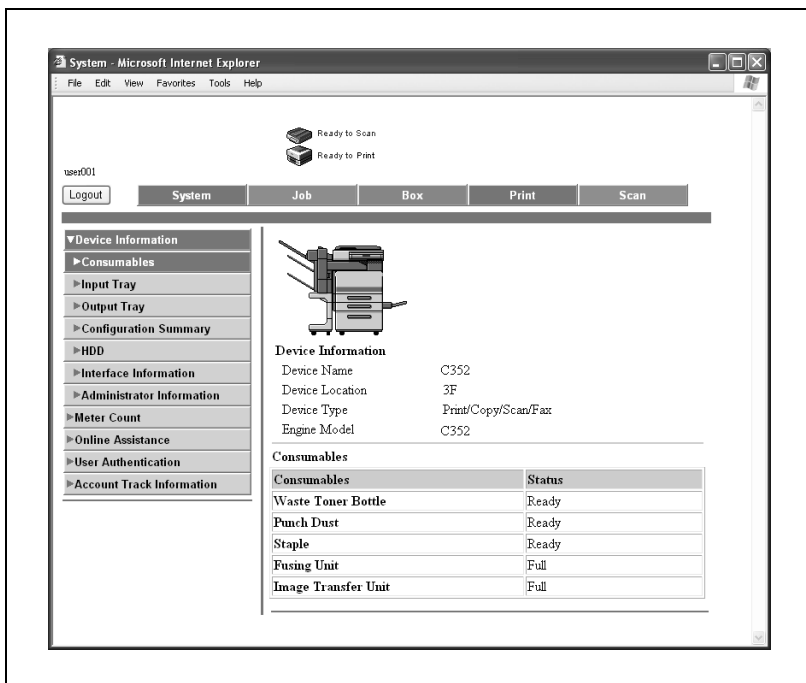 System - Microsoft Internet Explorer
File Edit View Favorites Tools Help
Ready to Scan
Ready to Print
user001
Logout System Job Box Print Scan
Device Information
Consumables
Input Tray
Output Tray
Configuration Summary
HDD
Interface Information
Administrator Information
Meter Count
Online Assistance
User Authentication
Account Track Information
Device Information
Device Name C352
Device Location 3F
Device Type Print/Copy/Scan/Fax
Engine Model C352
Consumables
Consumables Status
Waste Toner Bottle Ready
Punch Dust Ready
Staple Ready
Fusing Unit Full
Image Transfer Unit Full